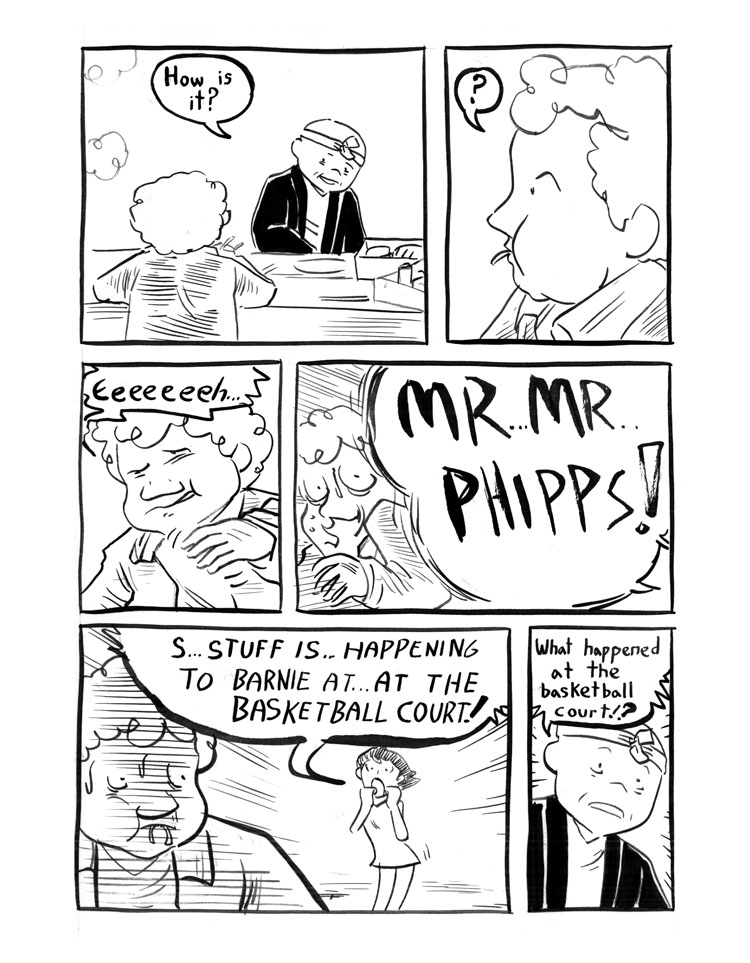 How is
it?
?
Eeeeeeeh...
MR...MR..
PHIPPS!
S...STUFF IS.. HAPPENING
TO BARNIE AT...AT THE
BASKETBALL COURT!
What happened
at the
basketball
court!.?